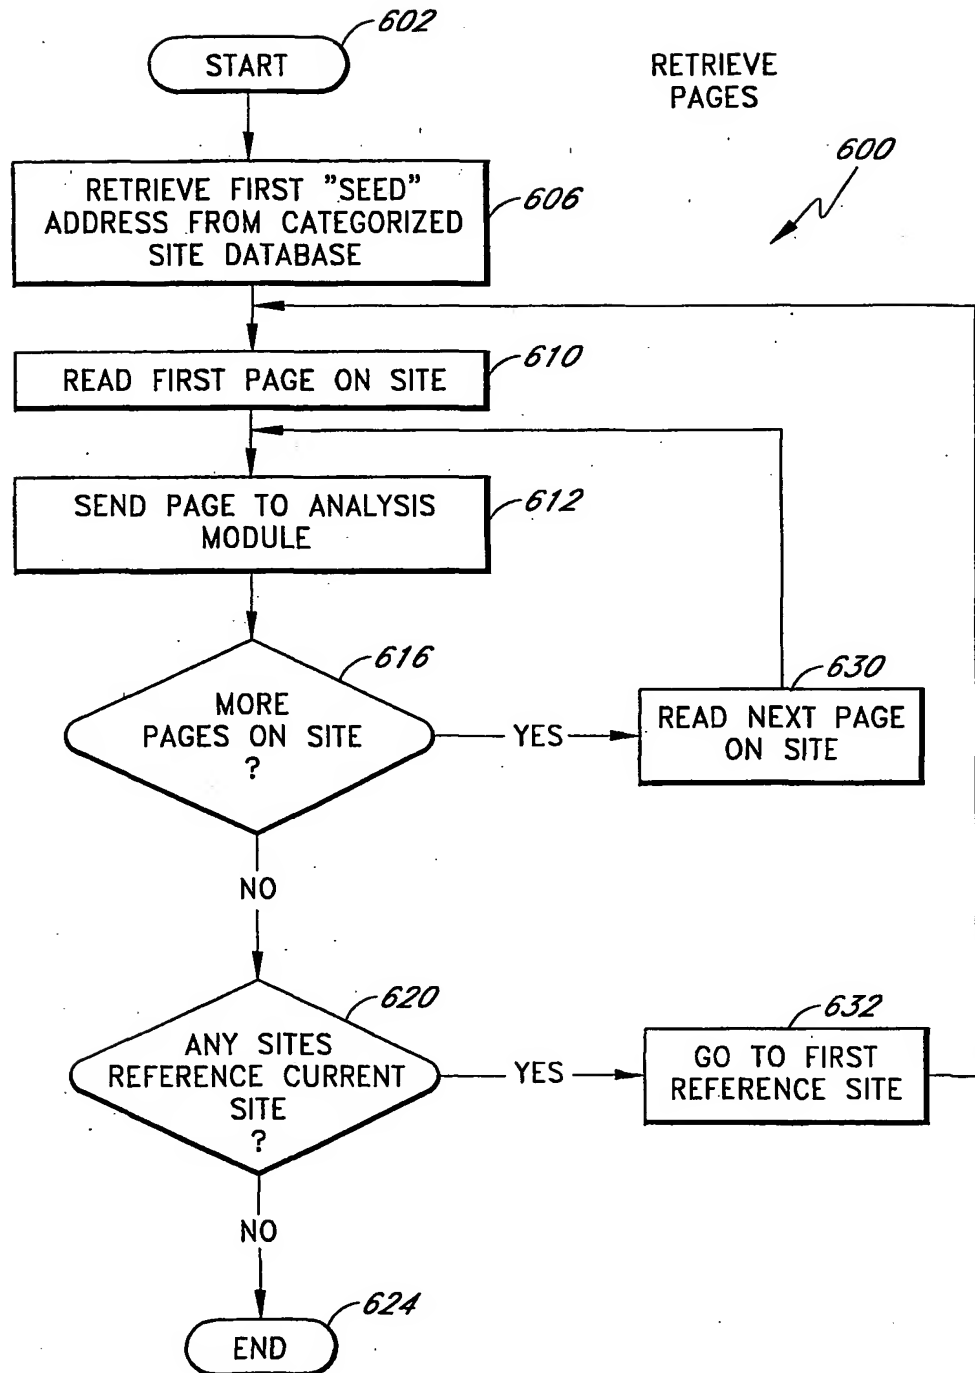 602
START
RETRIEVE
PAGES
600
RETRIEVE FIRST "SEED"
ADDRESS FROM CATEGORIZED
SITE DATABASE
606
READ FIRST PAGE ON SITE
610
SEND PAGE TO ANALYSIS
MODULE
612
MORE
PAGES ON SITE
?
616
YES
READ NEXT PAGE
ON SITE
630
NO
ANY SITES
REFERENCE CURRENT
SITE
?
620
YES
GO TO FIRST
REFERENCE SITE
632
NO
END
624